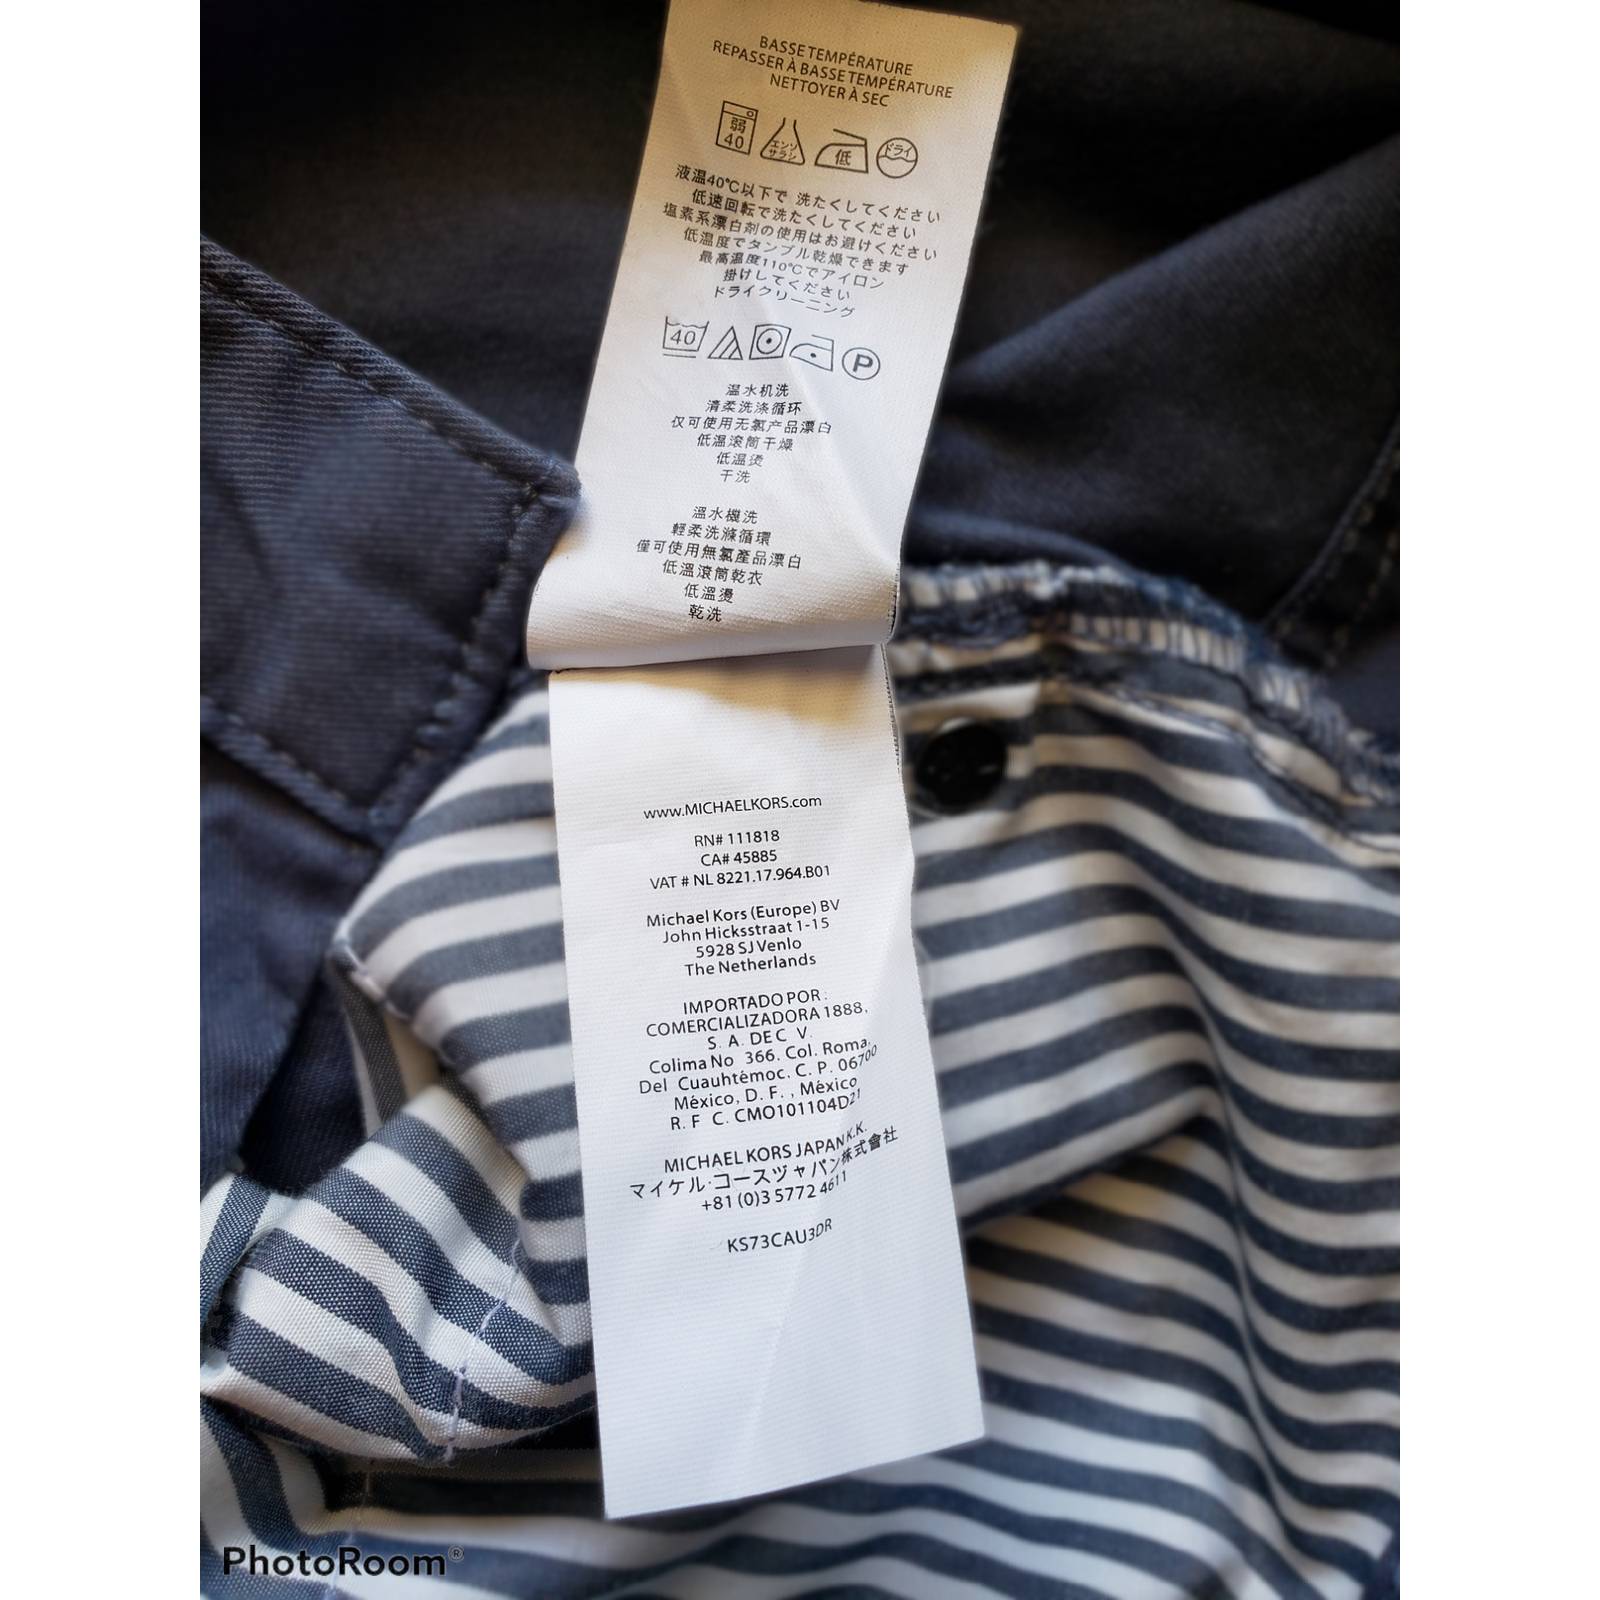 BASSE TEMPÉRATURE
REPASSER À BASSE TEMPÉRATURE
NETTOYER À SEC
弱
40
エンソ
サラシ
低
ドライ
液温40℃以下で 洗たくしてください
低速回転で洗たくしてください
塩素系漂白剤の使用はお避けください
低温度でタンブル乾燥できます
最高温度110℃でアイロン
掛けしてください
ドライクリーニング
40
P
温水机洗
清柔洗涤循环
仅可使用无氯产品漂白
低温滚筒干燥
低温烫
干洗
溫水機洗
輕柔洗滌循環
僅可使用無氯產品漂白
低溫滾筒乾衣
低溫燙
乾洗
www.MICHAELKORS.com
RN# 111818
CA# 45885
VAT # NL 8221.17.964.B01
Michael Kors (Europe) BV
John Hicksstraat 1-15
5928 SJ Venlo
The Netherlands
IMPORTADO POR :
COMERCIALIZADORA 1888,
S. A. DE C V.
Colima No 366. Col. Roma.
Del Cuauhtémoc. C. P. 06700
México, D. F. , México
R. F C. CMO101104D21
MICHAEL KORS JAPAN K.K.
マイケル·コースヅャパン株式會社
+81 (0)3 5772 4611
KS73CAU3DR
PhotoRoom®